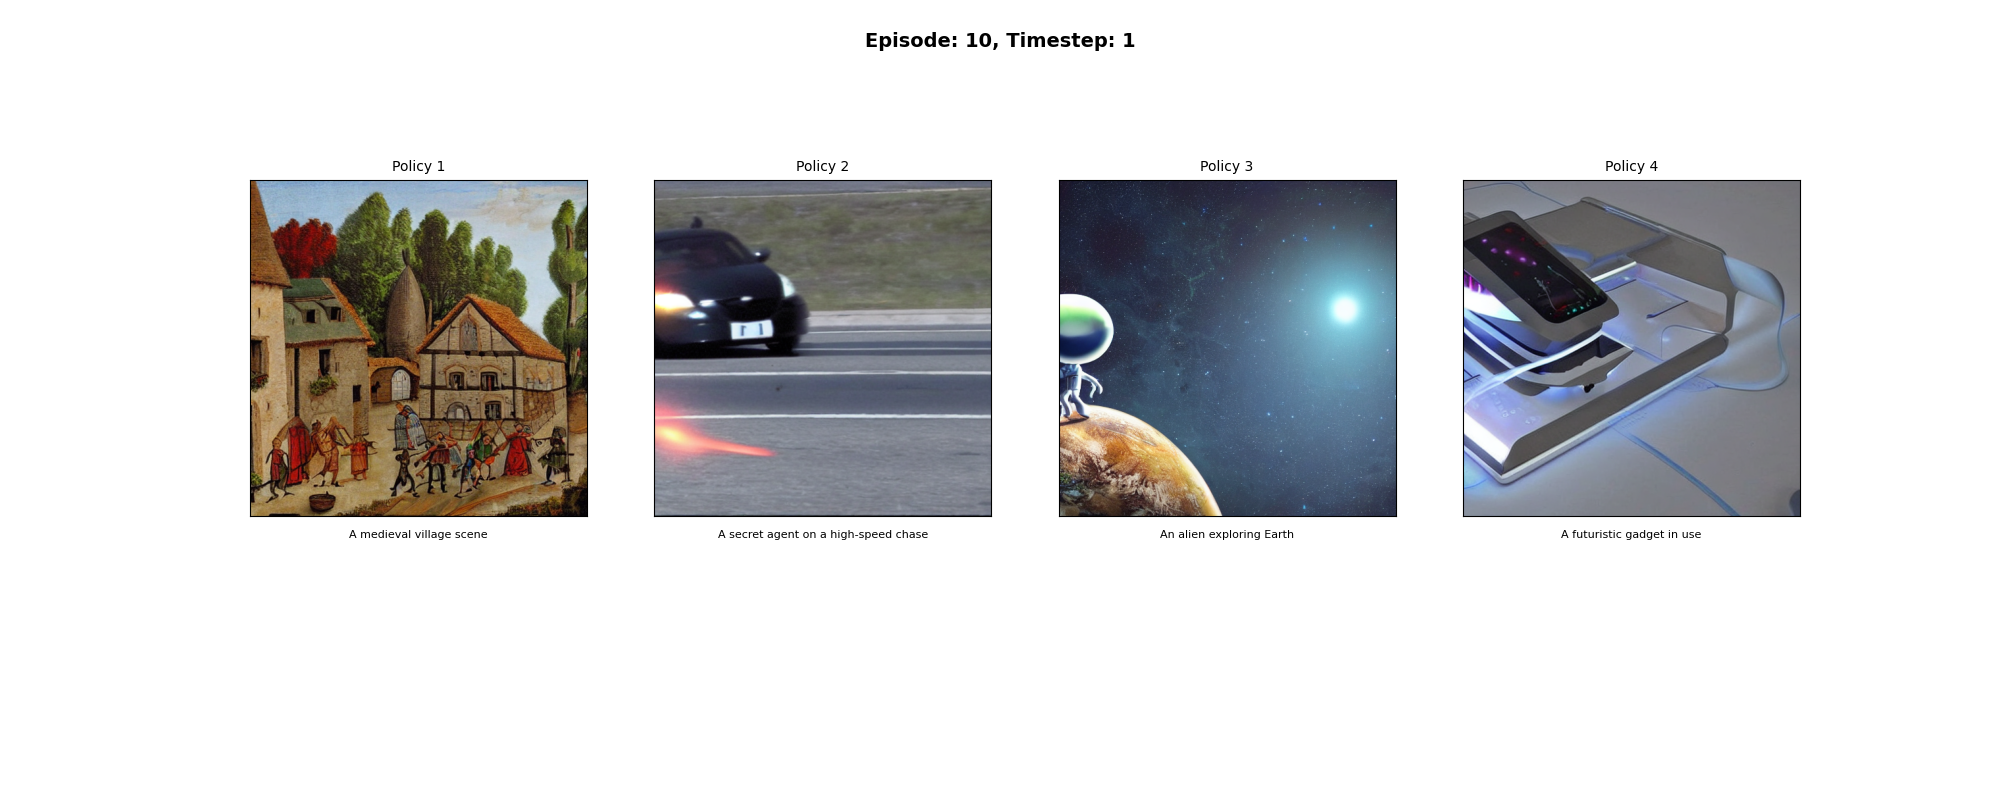 Episode: 10, Timestep: 1
Policy 1
Policy 2
Policy 3
Policy 4
A medieval village scene
A secret agent on a high-speed chase
An alien exploring Earth
A futuristic gadget in use